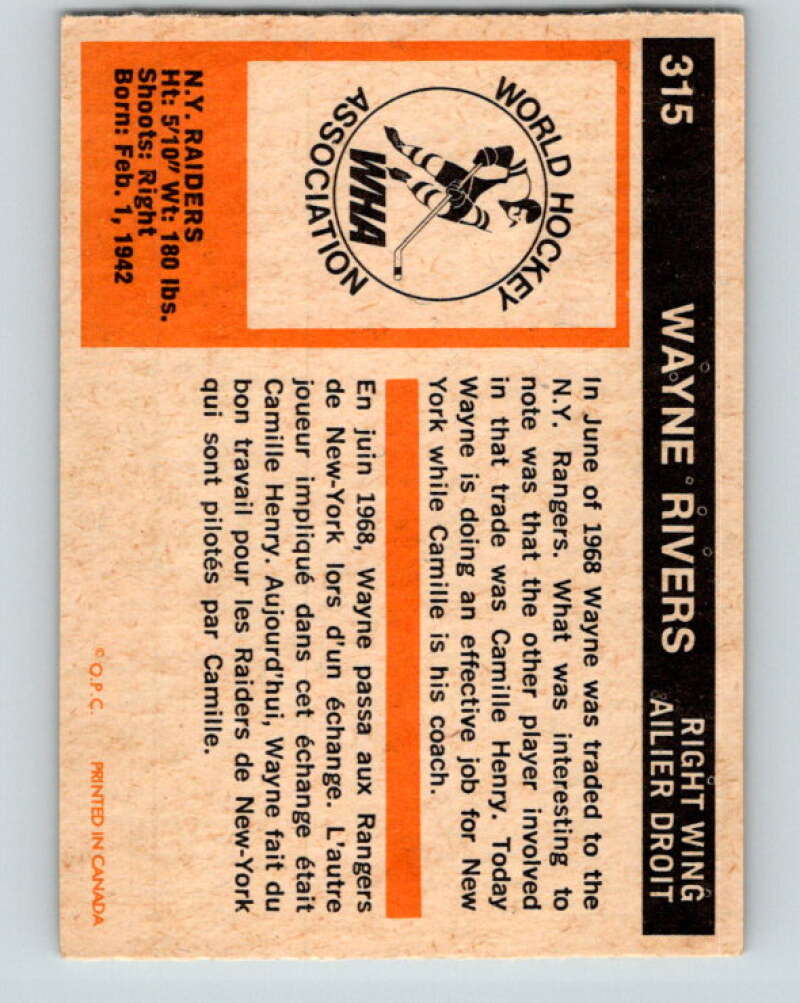 315
WAYNE RIVERS
RIGHT WING
AILIER DROIT
WORLD HOCKEY
ASSOCIATION
WHA
N.Y. RAIDERS
Ht: 5'10" Wt: 180 lbs.
Shoots: Right
Born: Feb. 1, 1942
In June of 1968 Wayne was traded to the
N.Y. Rangers. What was interesting to
note was that the other player involved
in that trade was Camille Henry. Today
Wayne is doing an effective job for New
York while Camille is his coach.
En juin 1968, Wayne passa aux Rangers
de New-York lors d'un échange. L'autre
joueur impliqué dans cet échange était
Camille Henry. Aujourd'hui, Wayne fait du
bon travail pour les Raiders de New-York
qui sont pilotés par Camille.
© O.P.C. PRINTED IN CANADA